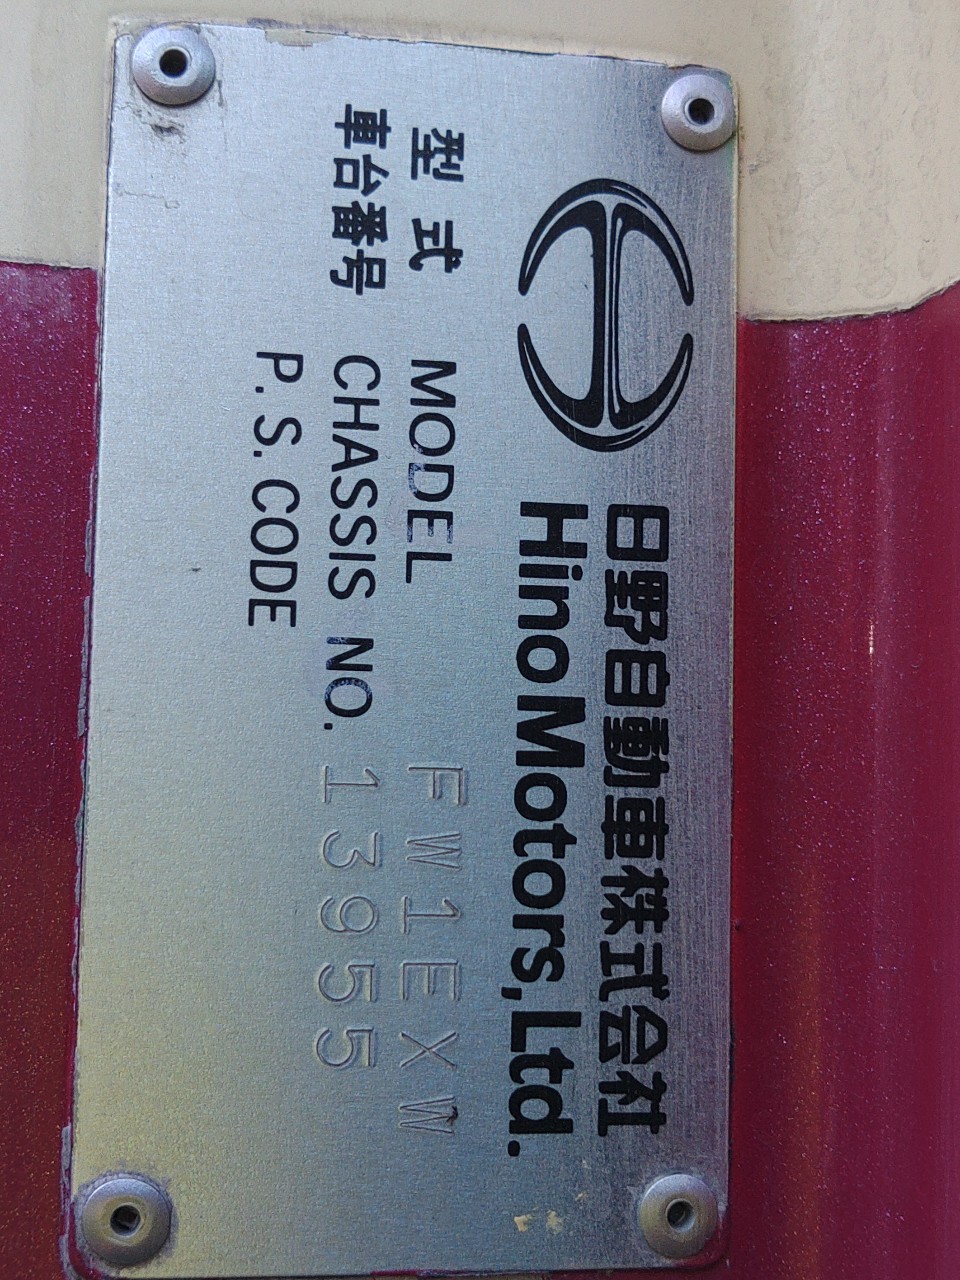 日野自動車株式会社
Hino Motors, Ltd.
型式 MODEL FW1EXW
車台番号 CHASSIS NO. 13955
P.S. CODE